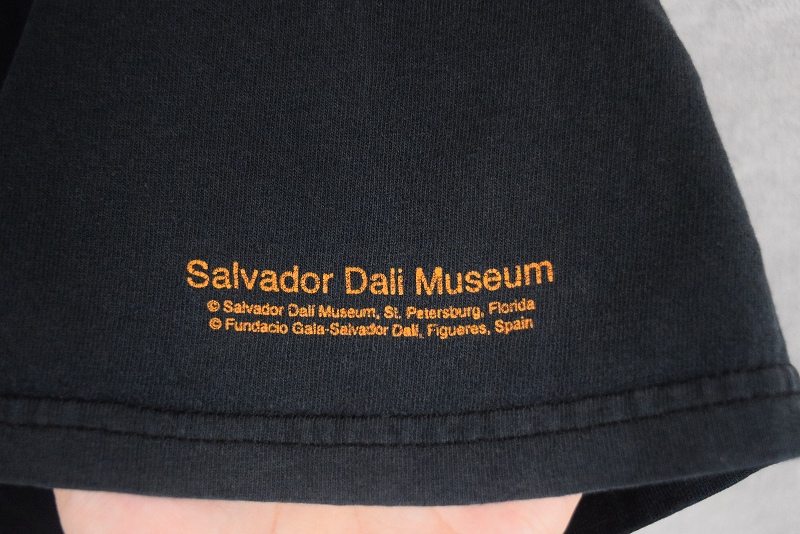 Salvador Dali Museum
© Salvador Dali Museum, St. Petersburg, Florida
© Fundacio Gala-Salvador Dali, Figueres, Spain